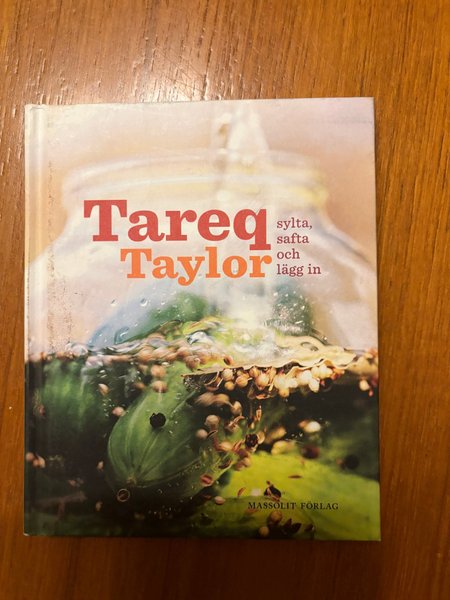 Tareq
Taylor
sylta,
safta
och
lägg in
MASSOLIT FÖRLAG